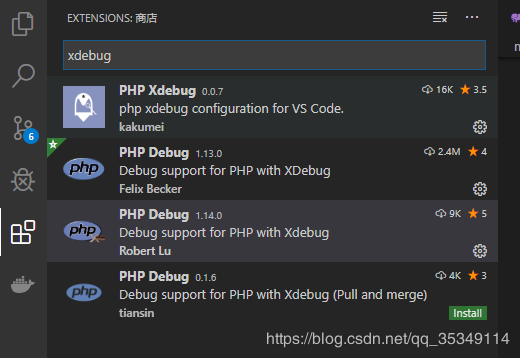 EXTENSIONS: 商店
xdebug
PHP Xdebug 0.0.7 16K 3.5
php xdebug configuration for VS Code.
kakumei
6
PHP Debug 1.13.0 2.4M 4
php
Debug support for PHP with XDebug
Felix Becker
PHP Debug 1.14.0 9K 5
php
Debug support for PHP with Xdebug
Robert Lu
PHP Debug 0.1.6 4K 3
php
Debug support for PHP with Xdebug (Pull and merge)
tiansin Install
https://blog.csdn.net/qq_35349114